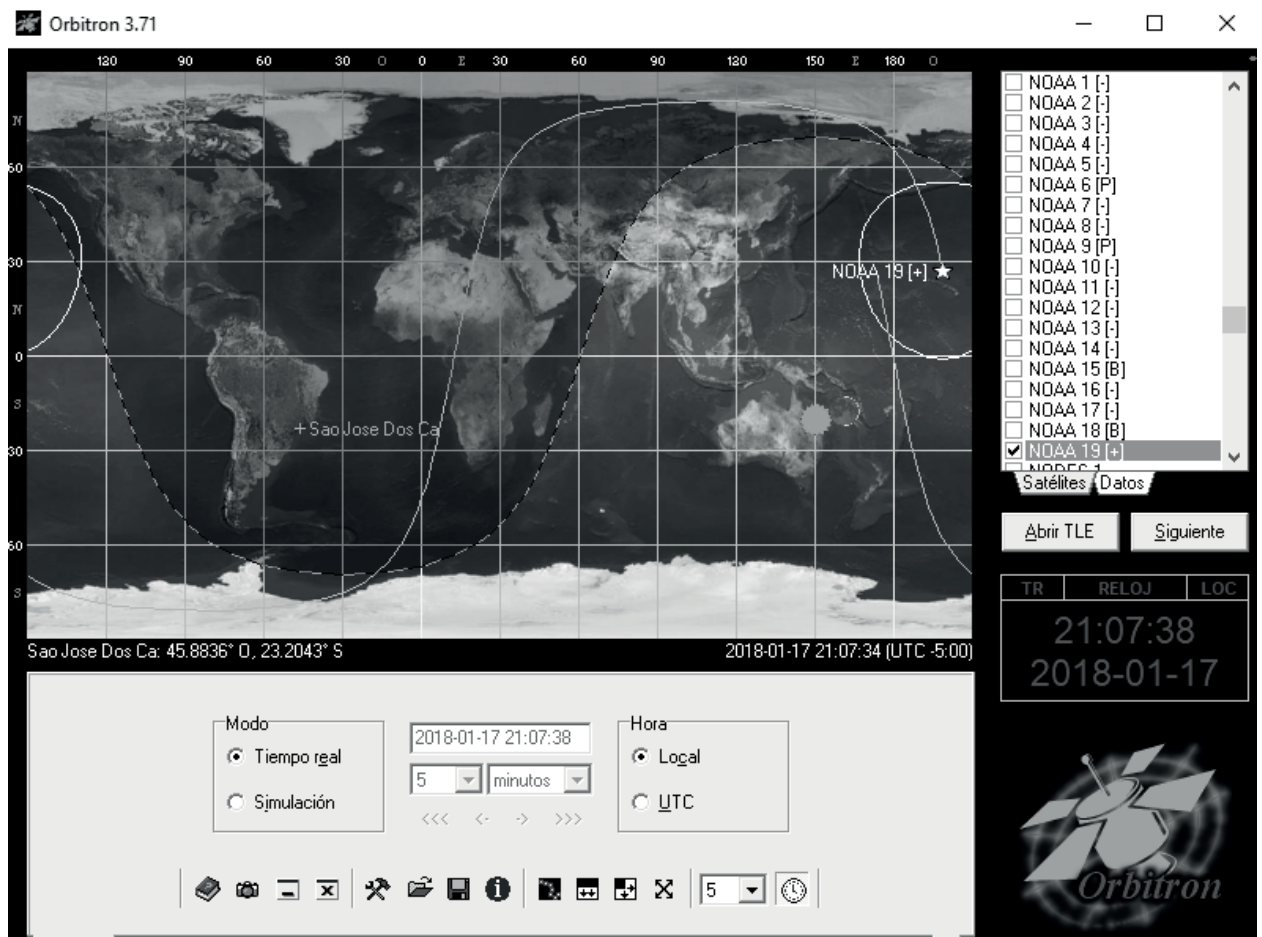 Orbitron 3.71
120 90 60 30 O 0 E 30 60 90 120 150 E 180 O
N
60
30
N
0
S
30
60
S
NOAA 19 [+]
Sao Jose Dos Ca
Sao Jose Dos Ca: 45.8836° O, 23.2043° S
2018-01-17 21:07:34 (UTC -5:00)
NOAA 1 [-]
NOAA 2 [-]
NOAA 3 [-]
NOAA 4 [-]
NOAA 5 [-]
NOAA 6 [P]
NOAA 7 [-]
NOAA 8 [-]
NOAA 9 [P]
NOAA 10 [-]
NOAA 11 [-]
NOAA 12 [-]
NOAA 13 [-]
NOAA 14 [-]
NOAA 15 [B]
NOAA 16 [-]
NOAA 17 [-]
NOAA 18 [B]
NOAA 19 [+]
Satélites Datos
Abrir TLE Siguiente
TR RELOJ LOC
21:07:38
2018-01-17
Modo
Tiempo real
Simulación
2018-01-17 21:07:38
5 minutos
<<< <- -> >>>
Hora
Local
UTC
5
Orbitron